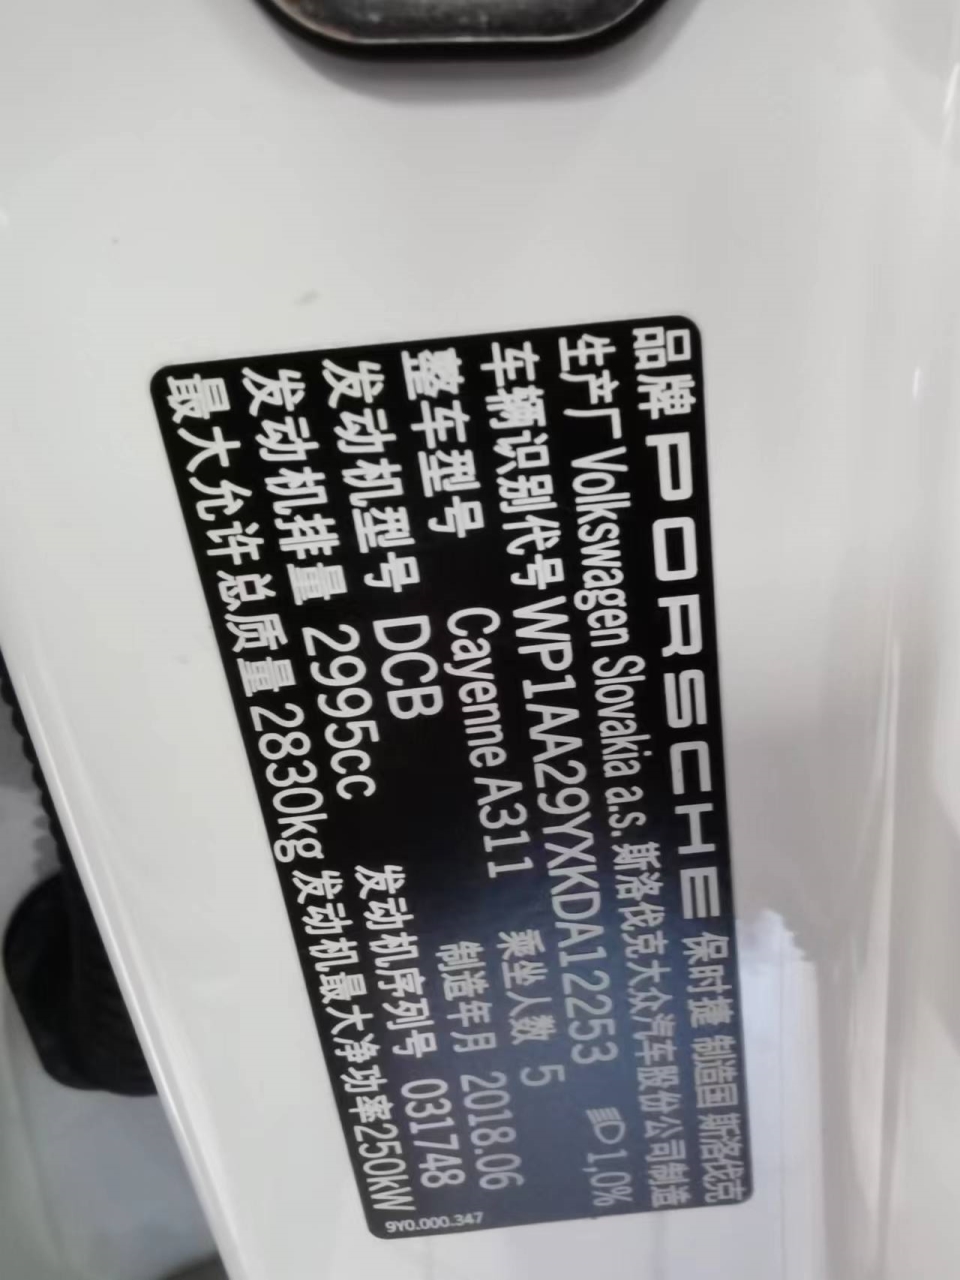 品牌 PORSCHE 保时捷 制造国 斯洛伐克
生产厂 Volkswagen Slovakia a.s. 斯洛伐克大众汽车股份公司制造
车辆识别代号 WP1AA29YXKDA12253 1,0%
整车型号 Cayenne A311 乘坐人数 5
发动机型号 DCB 制造年月 2018.06
发动机排量 2995cc 发动机序列号 031748
最大允许总质量 2830kg 发动机最大净功率 250kW
9Y0.000.347